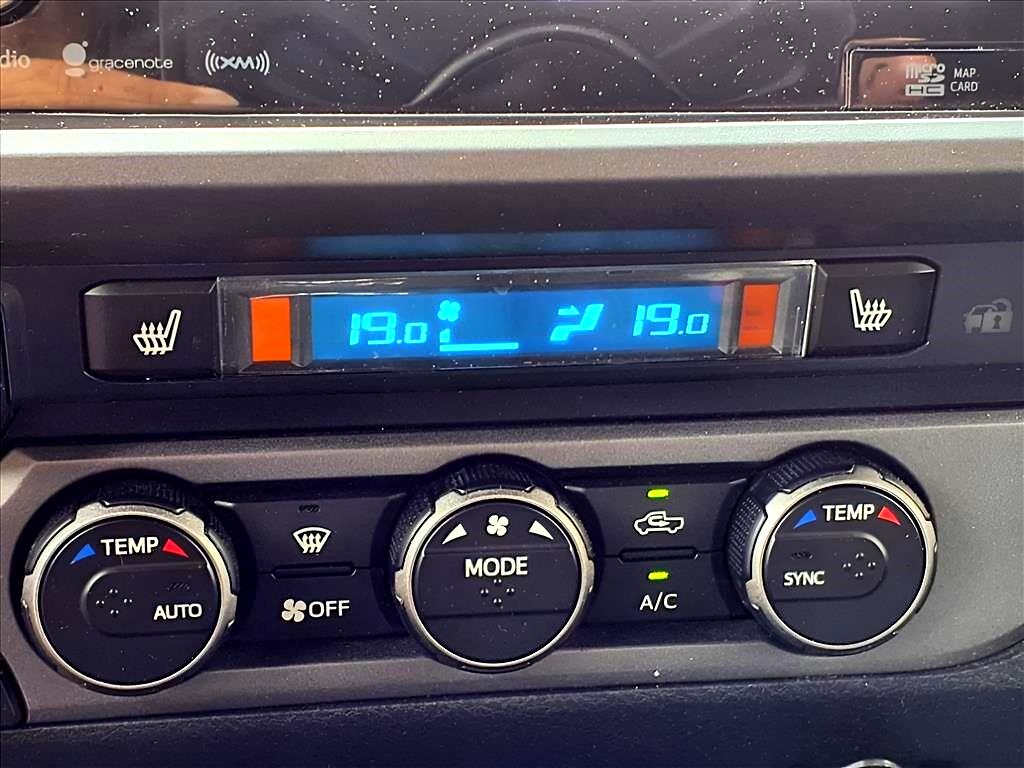 dio
gracenote
((XM))
micro
SD
HC
MAP
CARD
19.0
19.0
TEMP
AUTO
OFF
MODE
A/C
TEMP
SYNC